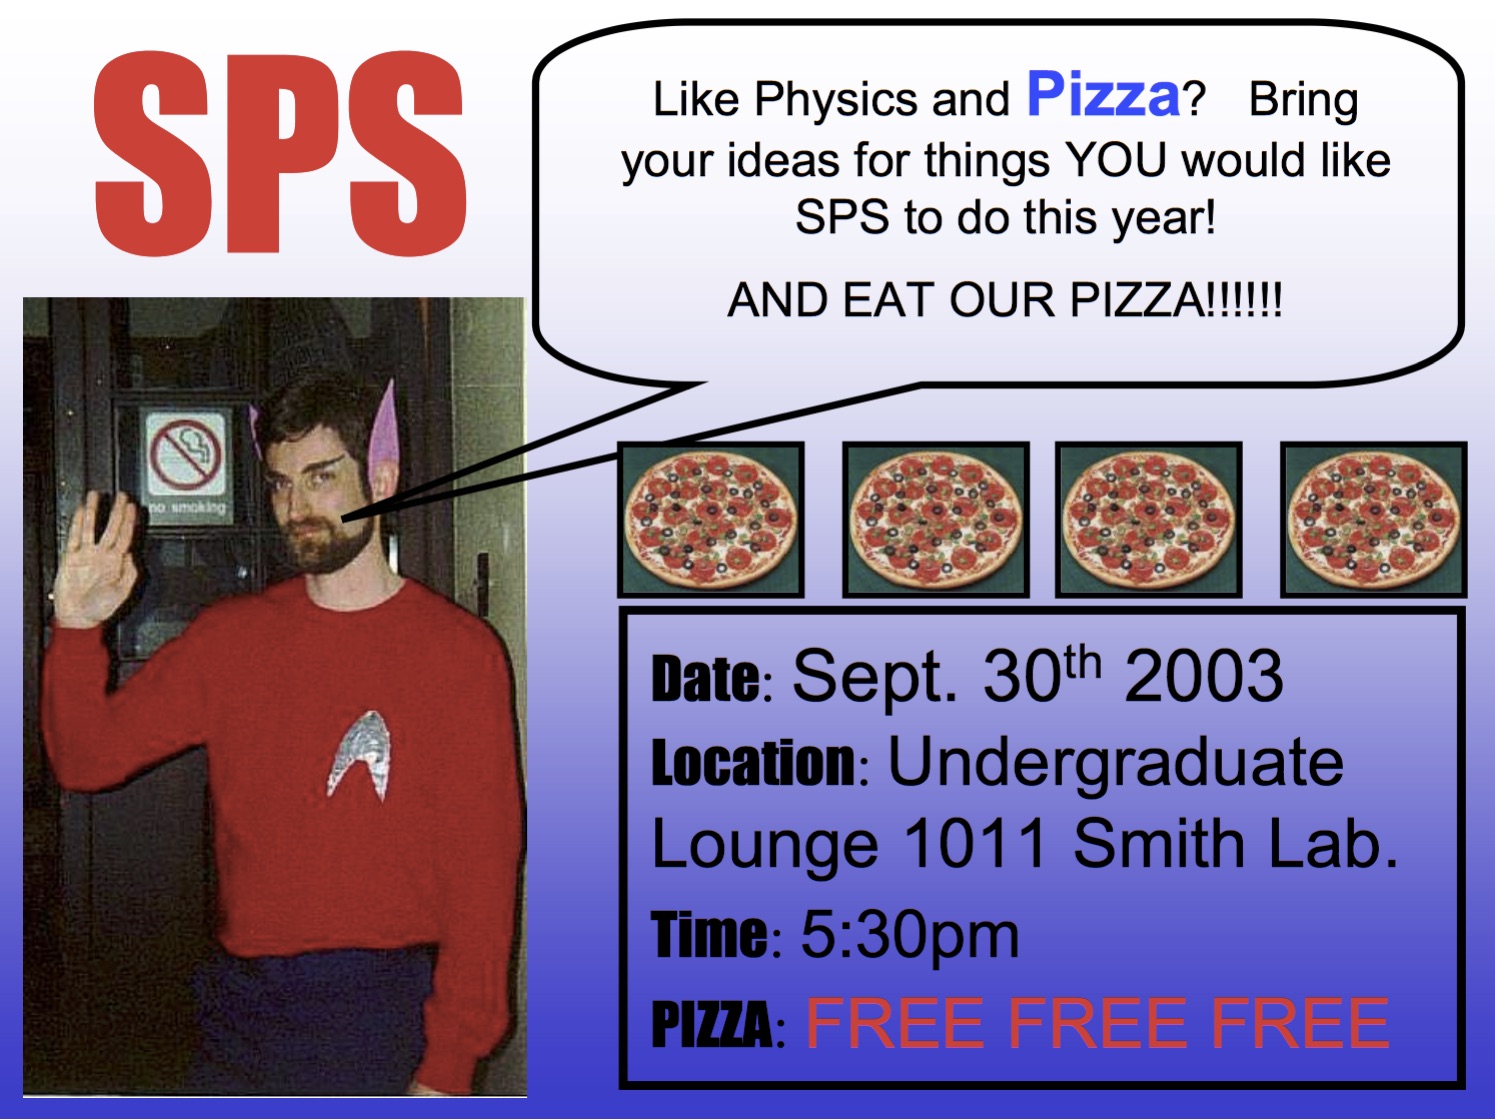 SPS
Like Physics and Pizza? Bring
your ideas for things YOU would like
SPS to do this year!
AND EAT OUR PIZZA!!!!!!
no smoking
Date: Sept. 30th 2003
Location: Undergraduate
Lounge 1011 Smith Lab.
Time: 5:30pm
PIZZA: FREE FREE FREE